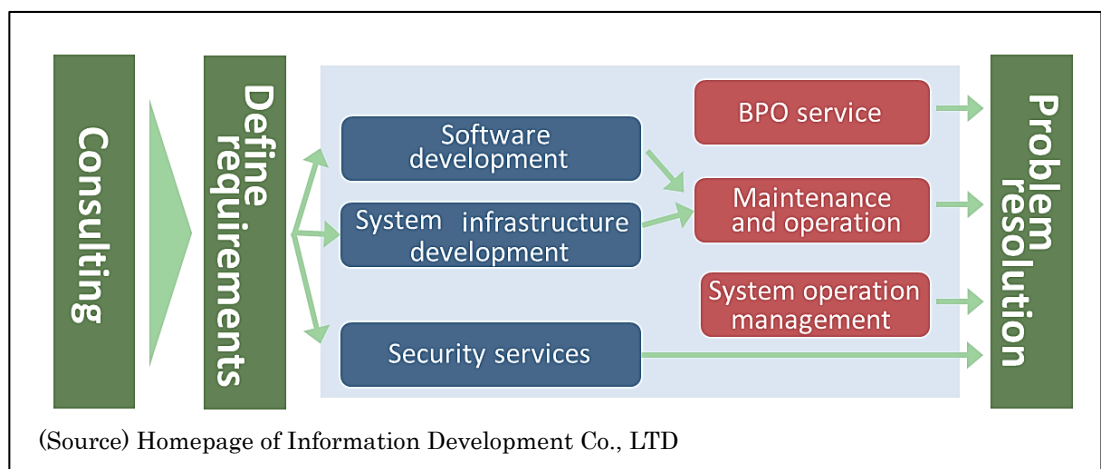 Consulting
Define
requirements
Software
development
System infrastructure
development
Security services
BPO service
Maintenance
and operation
System operation
management
Problem
resolution
(Source) Homepage of Information Development Co., LTD